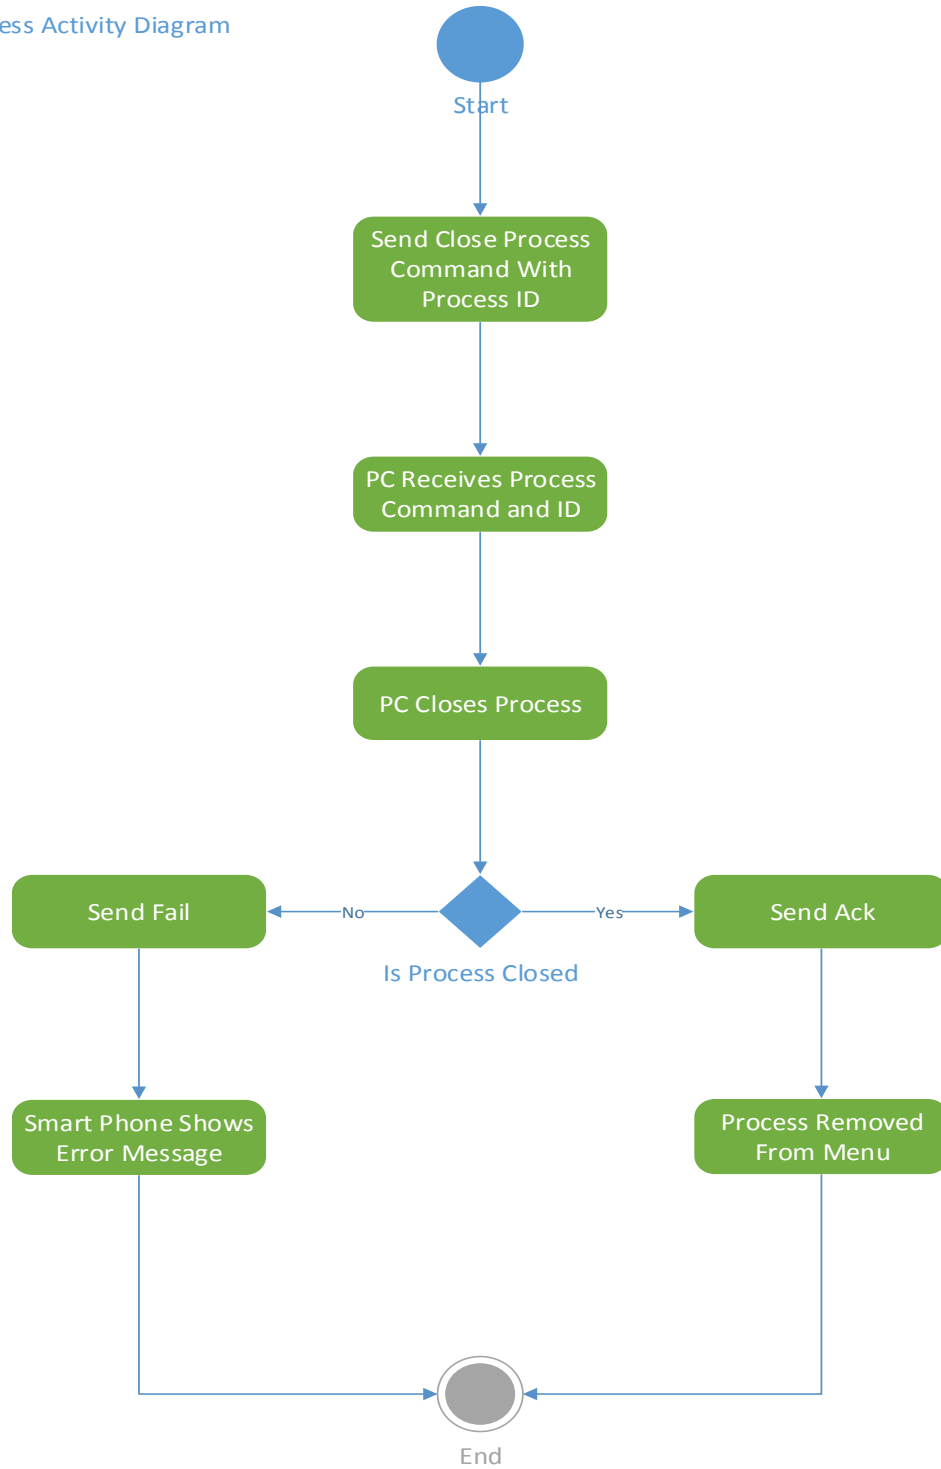 ess Activity Diagram
Start
Send Close Process
Command With
Process ID
PC Receives Process
Command and ID
PC Closes Process
Send Fail
No
Yes
Send Ack
Is Process Closed
Smart Phone Shows
Error Message
Process Removed
From Menu
End